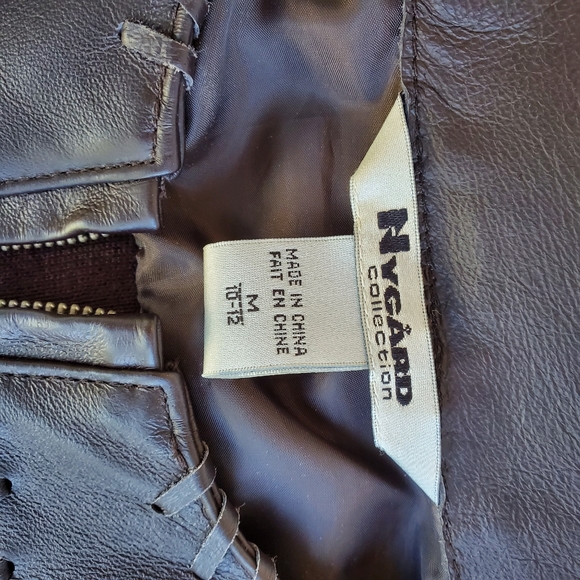 NYGÅRD
collection
MADE IN CHINA
FAIT EN CHINE
M
10-12